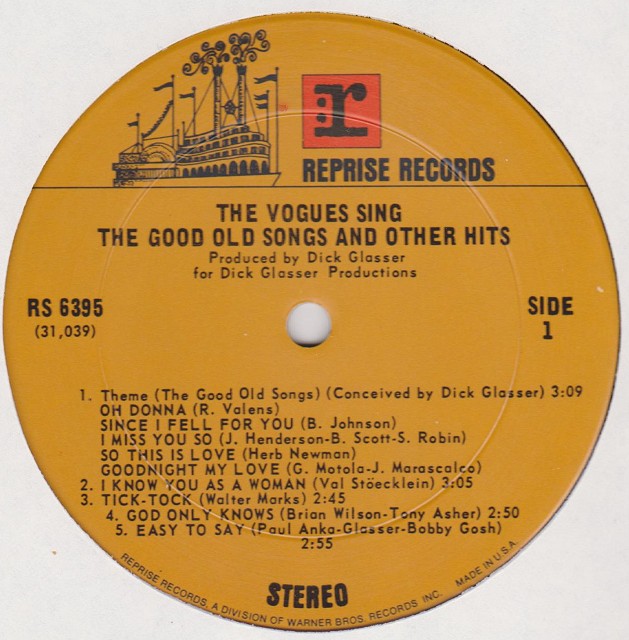 :r
REPRISE RECORDS
THE VOGUES SING
THE GOOD OLD SONGS AND OTHER HITS
Produced by Dick Glasser
for Dick Glasser Productions
RS 6395
(31,039)
SIDE
1
1. Theme (The Good Old Songs) (Conceived by Dick Glasser) 3:09
OH DONNA (R. Valens)
SINCE I FELL FOR YOU (B. Johnson)
I MISS YOU SO (J. Henderson-B. Scott-S. Robin)
SO THIS IS LOVE (Herb Newman)
GOODNIGHT MY LOVE (G. Motola-J. Marascalco)
2. I KNOW YOU AS A WOMAN (Val Stöecklein) 3:05
3. TICK-TOCK (Walter Marks) 2:45
4. GOD ONLY KNOWS (Brian Wilson-Tony Asher) 2:50
5. EASY TO SAY (Paul Anka-Glasser-Bobby Gosh)
2:55
STEREO
REPRISE RECORDS, A DIVISION OF WARNER BROS. RECORDS INC. MADE IN U.S.A.